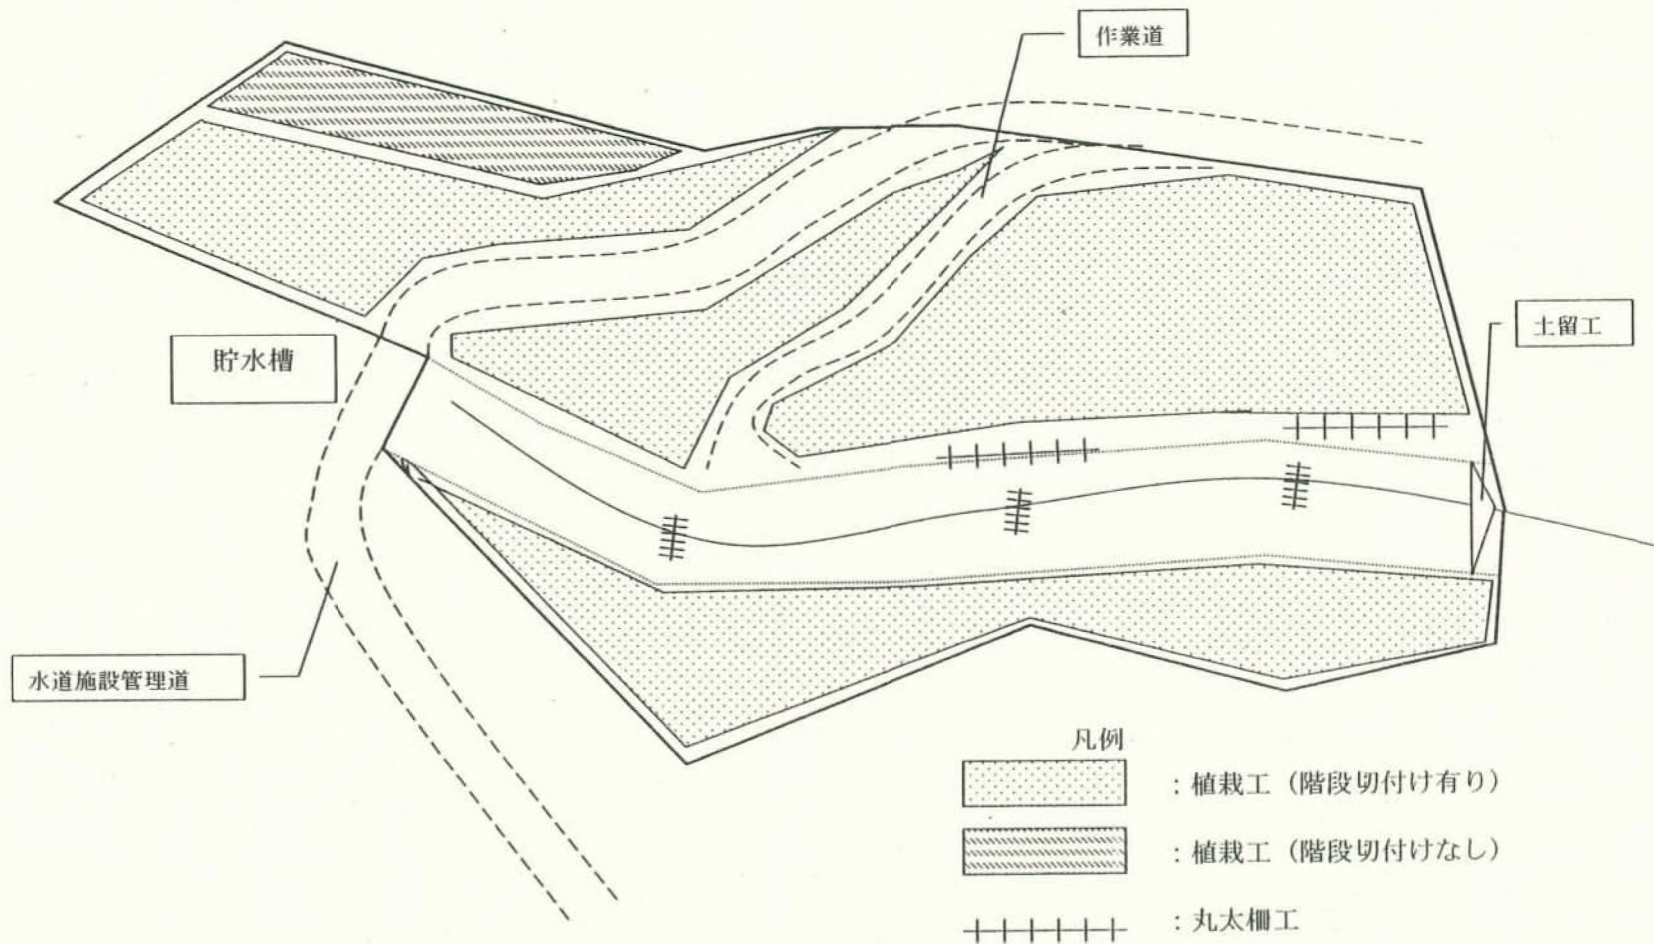 作業道
土留工
貯水槽
水道施設管理道
凡例
：植栽工（階段切付け有り）
：植栽工（階段切付けなし）
：丸太柵工